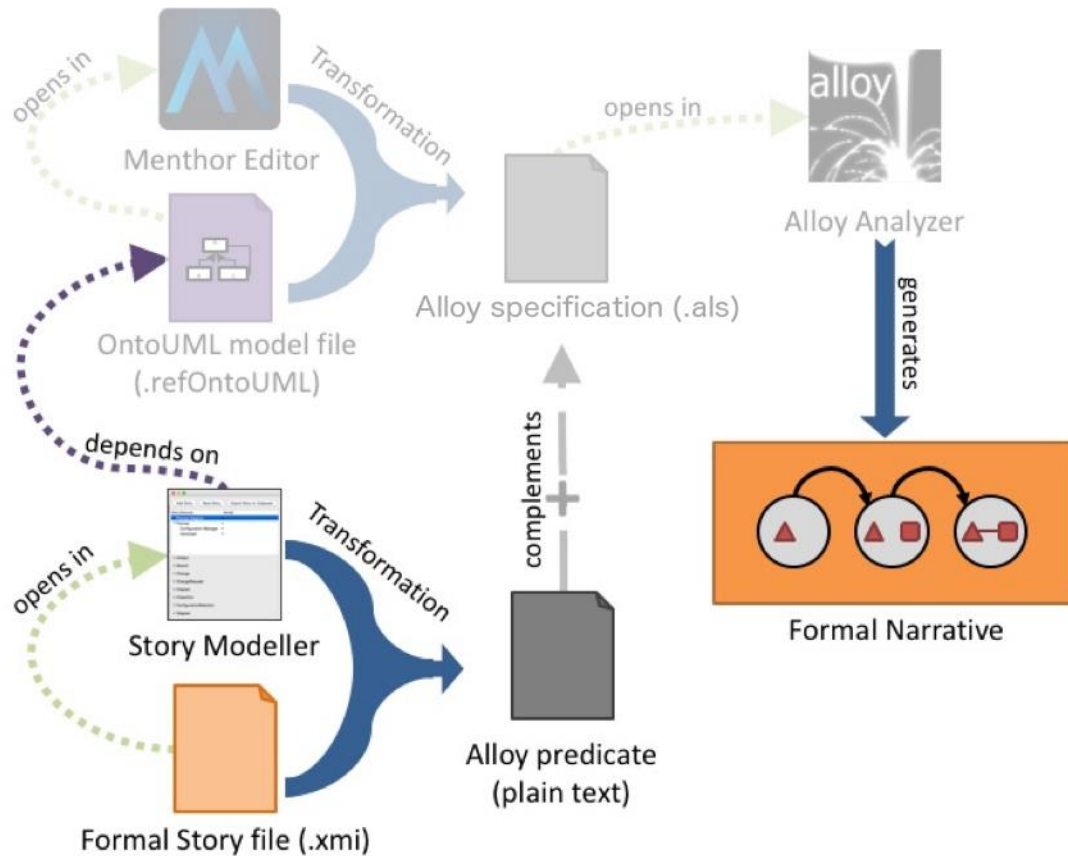 opens in
Transformation
Menthor Editor
OntoUML model file
(.refOntoUML)
opens in
alloy
Alloy Analyzer
Alloy specification (.als)
generates
depends on
complements
+
opens in
Transformation
Story Modeller
Formal Narrative
Alloy predicate
(plain text)
Formal Story file (.xmi)